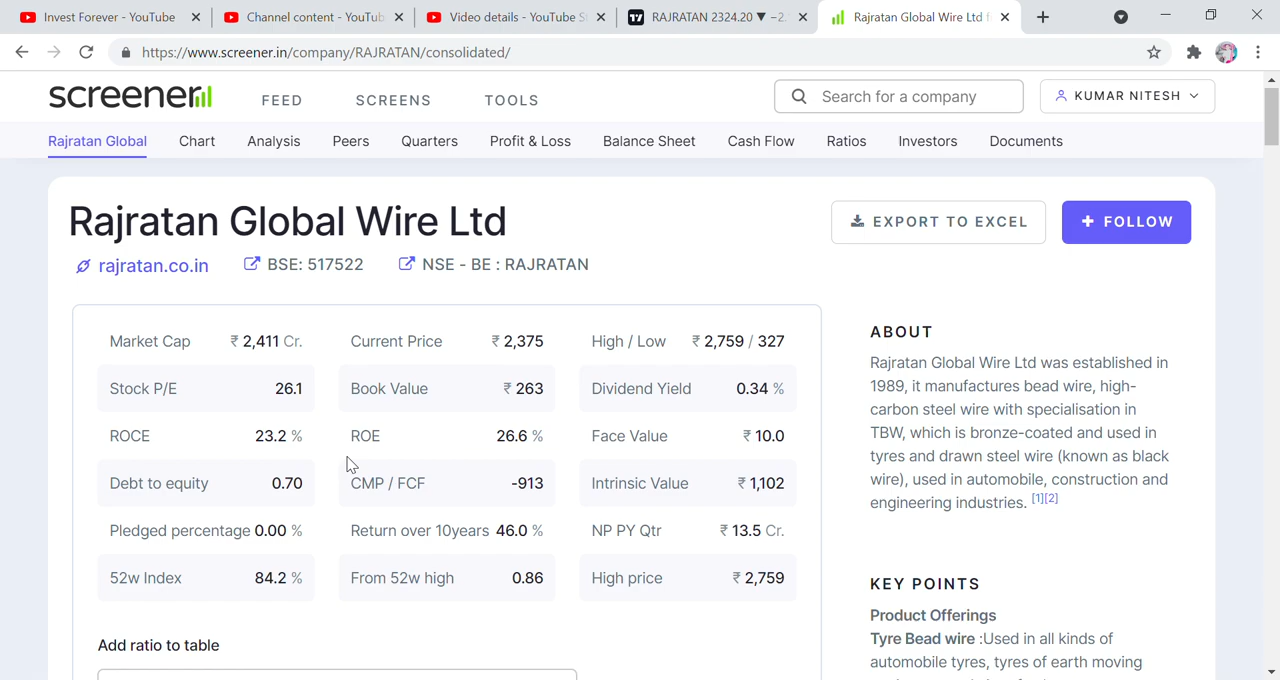 Invest Forever - YouTube
Channel content - YouTub
Video details - YouTube S
RAJRATAN 2324.20 ▼ −2.
Rajratan Global Wire Ltd f
https://www.screener.in/company/RAJRATAN/consolidated/
screener
FEED
SCREENS
TOOLS
Search for a company
KUMAR NITESH
Rajratan Global
Chart
Analysis
Peers
Quarters
Profit & Loss
Balance Sheet
Cash Flow
Ratios
Investors
Documents
Rajratan Global Wire Ltd
EXPORT TO EXCEL
+ FOLLOW
rajratan.co.in
BSE: 517522
NSE - BE : RAJRATAN
Market Cap ₹ 2,411 Cr.
Current Price ₹ 2,375
High / Low ₹ 2,759 / 327
Stock P/E 26.1
Book Value ₹ 263
Dividend Yield 0.34 %
ROCE 23.2 %
ROE 26.6 %
Face Value ₹ 10.0
Debt to equity 0.70
CMP / FCF -913
Intrinsic Value ₹ 1,102
Pledged percentage 0.00 %
Return over 10years 46.0 %
NP PY Qtr ₹ 13.5 Cr.
52w Index 84.2 %
From 52w high 0.86
High price ₹ 2,759
Add ratio to table
ABOUT
Rajratan Global Wire Ltd was established in
1989, it manufactures bead wire, high-
carbon steel wire with specialisation in
TBW, which is bronze-coated and used in
tyres and drawn steel wire (known as black
wire), used in automobile, construction and
engineering industries. [1][2]
KEY POINTS
Product Offerings
Tyre Bead wire :Used in all kinds of
automobile tyres, tyres of earth moving